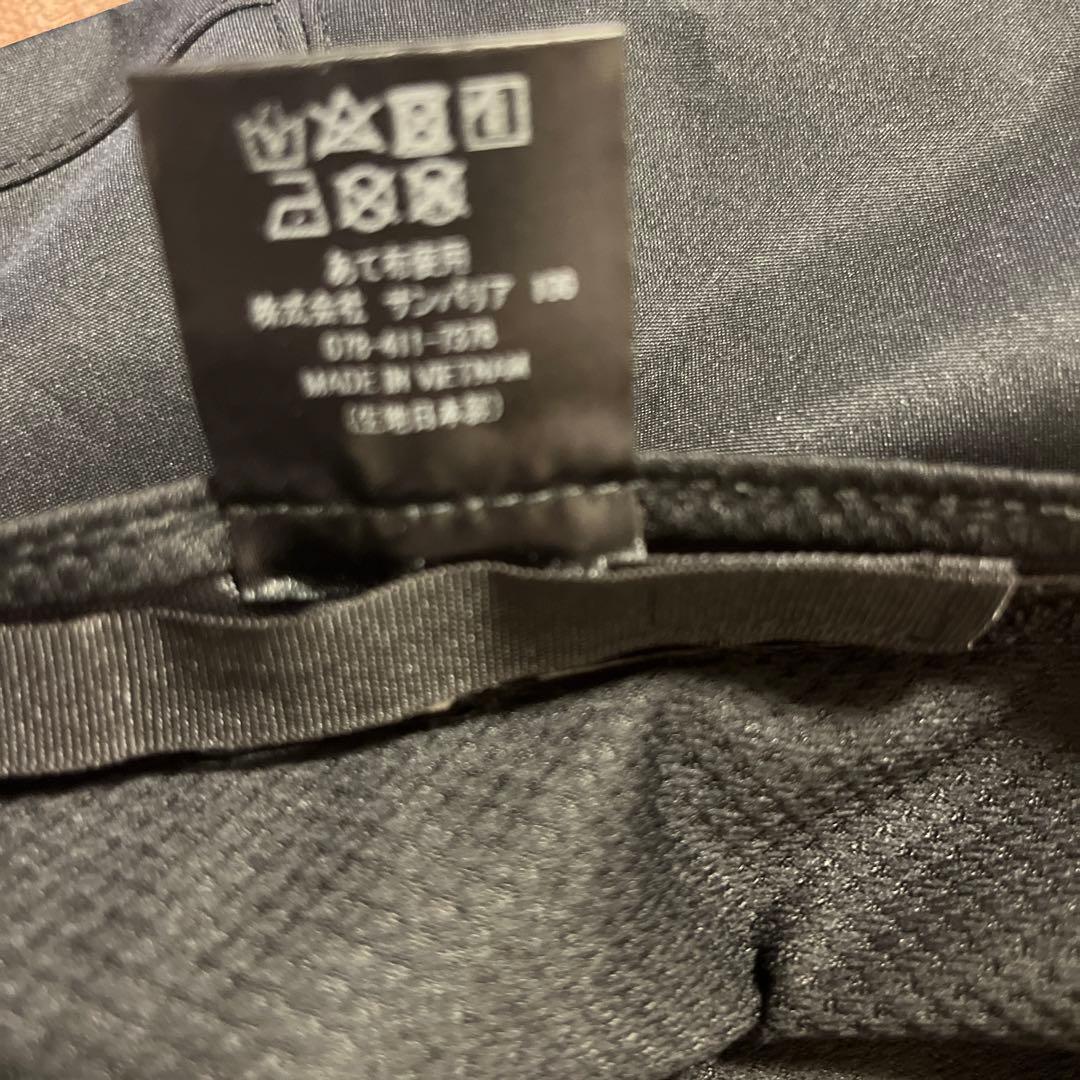 あて布使用
株式会社 サンバリア 100
078-411-7378
MADE IN VIETNAM
(生地日本製)